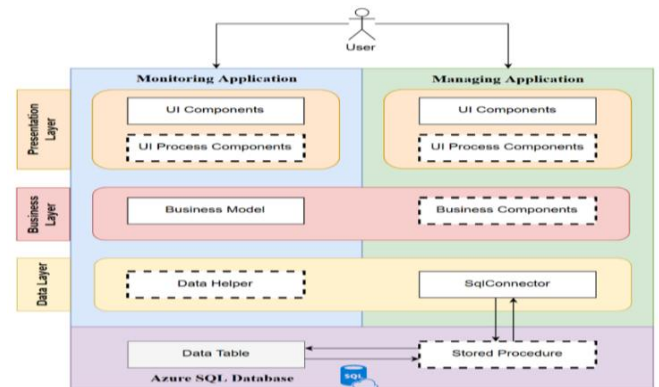 User
Monitoring Application
Managing Application
Presentation
Layer
UI Components
UI Components
UI Process Components
UI Process Components
Business
Layer
Business Model
Business Components
Data Layer
Data Helper
SqlConnector
Data Table
Stored Procedure
Azure SQL Database
SQL